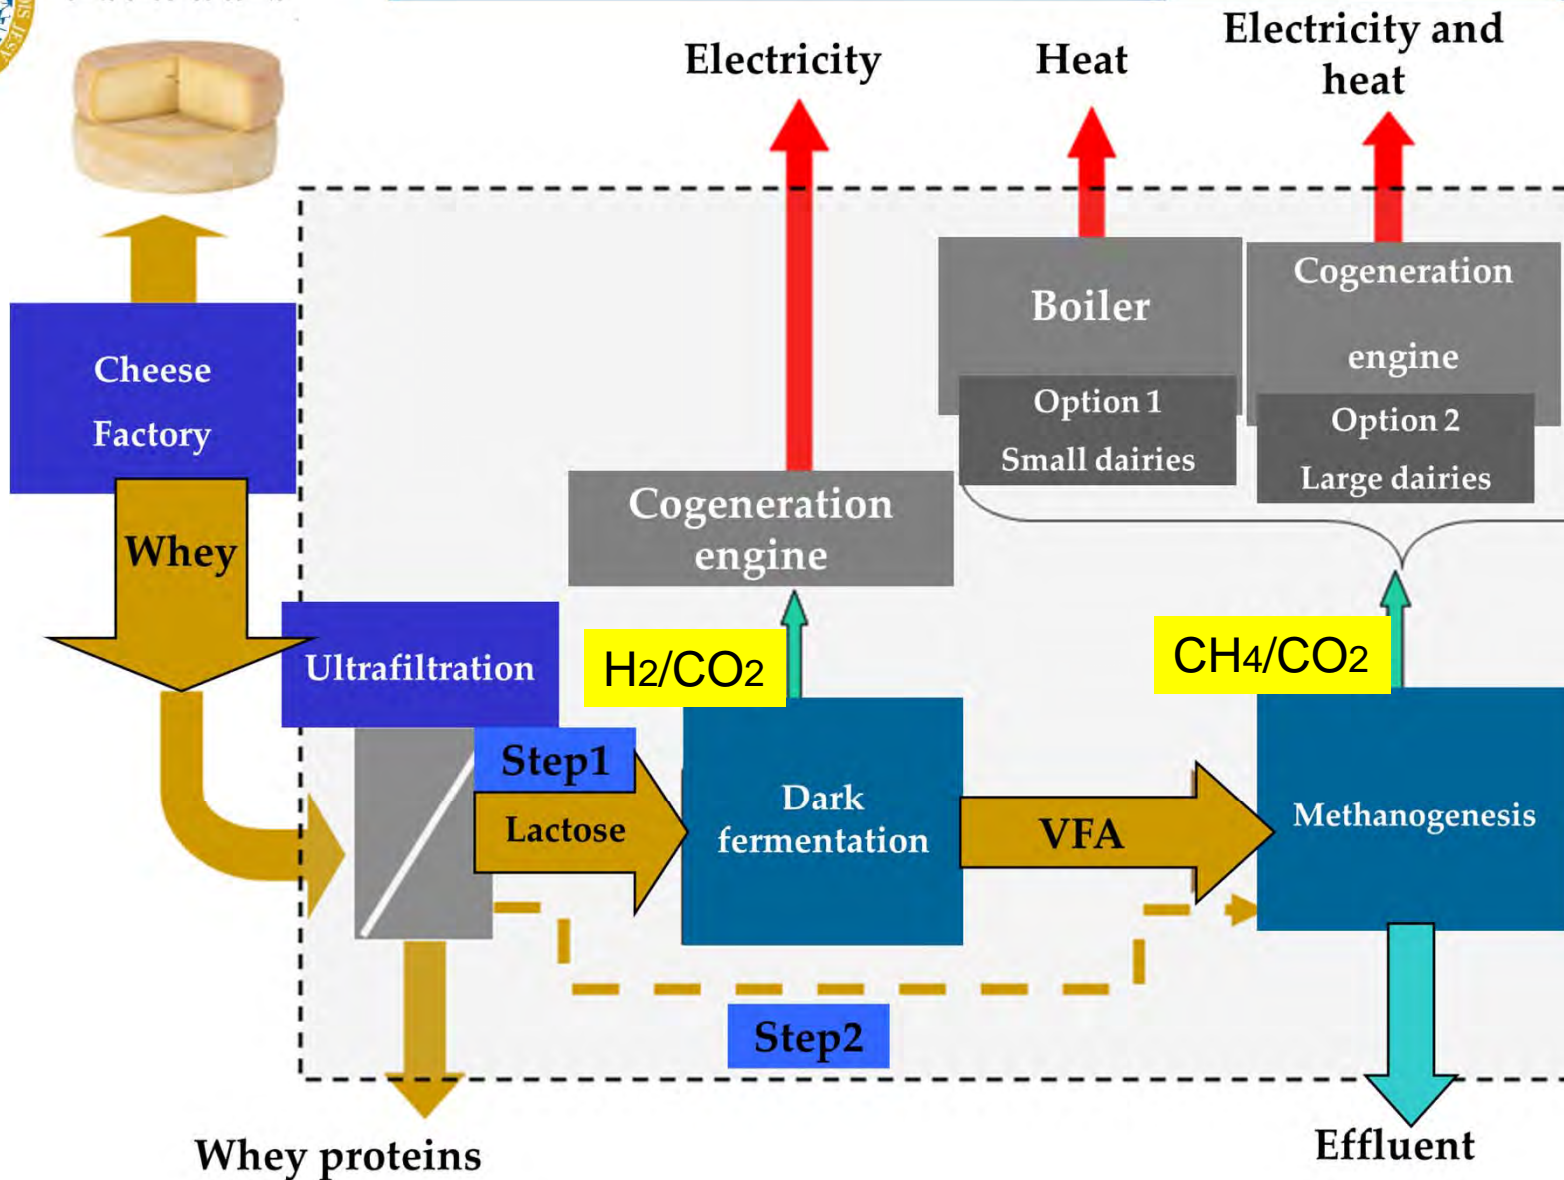 Electricity
Heat
Electricity and
heat
Cheese
Factory
Boiler
Option 1
Small dairies
Cogeneration
engine
Option 2
Large dairies
Cogeneration
engine
Whey
Ultrafiltration
H2/CO2
CH4/CO2
Step1
Lactose
Dark
fermentation
VFA
Methanogenesis
Step2
Whey proteins
Effluent